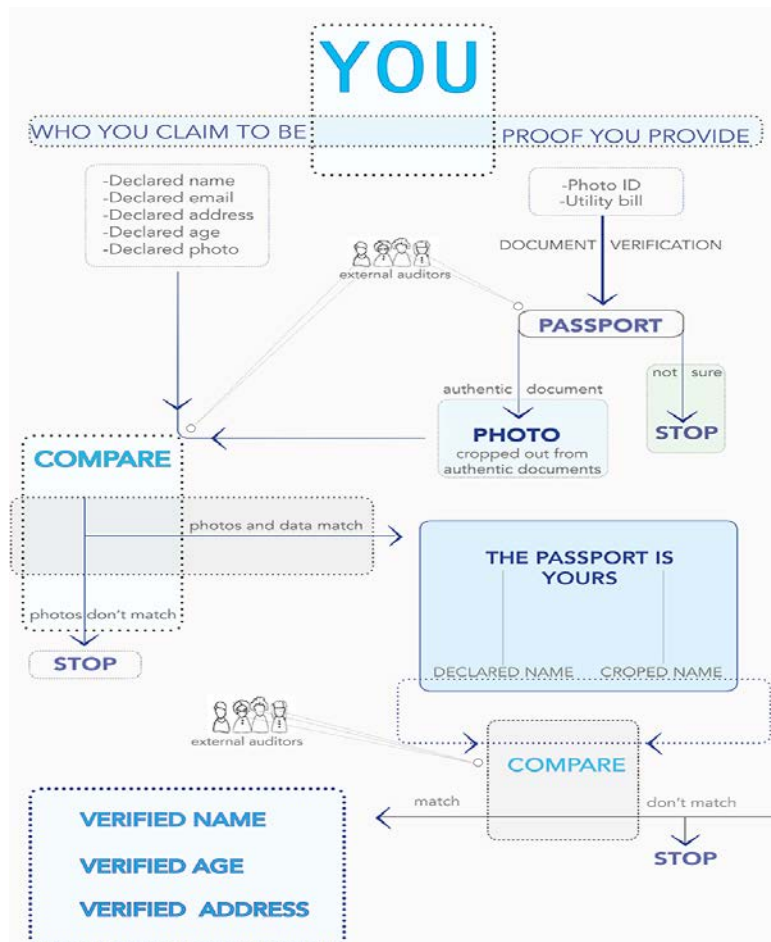 YOU
WHO YOU CLAIM TO BE
PROOF YOU PROVIDE
-Declared name
-Declared email
-Declared address
-Declared age
-Declared photo
-Photo ID
-Utility bill
DOCUMENT VERIFICATION
external auditors
PASSPORT
authentic document
not sure
PHOTO
cropped out from
authentic documents
STOP
COMPARE
photos and data match
photos don't match
STOP
THE PASSPORT IS
YOURS
DECLARED NAME
CROPED NAME
external auditors
COMPARE
match
don't match
STOP
VERIFIED NAME
VERIFIED AGE
VERIFIED ADDRESS